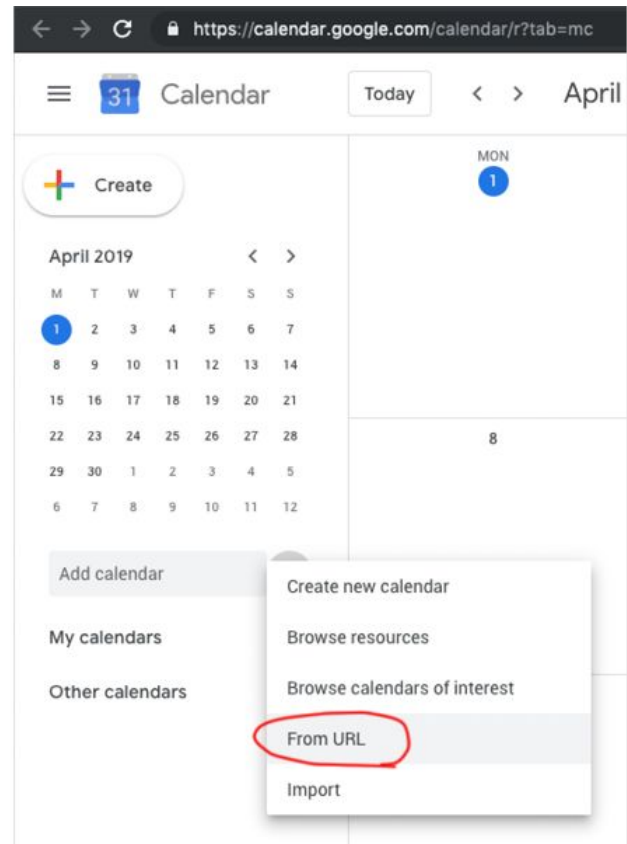 https://calendar.google.com/calendar/r?tab=mc
31 Calendar Today < > April
Create
MON
1
April 2019 < >
M T W T F S S
1 2 3 4 5 6 7
8 9 10 11 12 13 14
15 16 17 18 19 20 21
22 23 24 25 26 27 28
8
29 30 1 2 3 4 5
6 7 8 9 10 11 12
Add calendar
Create new calendar
My calendars
Browse resources
Other calendars
Browse calendars of interest
From URL
Import